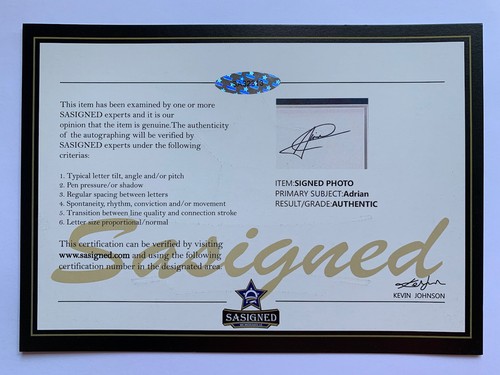 This item has been examined by one or more
SASIGNED experts and it is our
opinion that the item is genuine.The authenticity
of the autographing will be verified by
SASIGNED experts under the following
criterias:
1. Typical letter tilt, angle and/or pitch
2. Pen pressure/or shadow
3. Regular spacing between letters
4. Spontaneity, rhythm, conviction and/or movement
5. Transition between line quality and connection stroke
6. Letter size proportional/normal
This certification can be verified by visiting
www.sasigned.com and using the following
certification number in the designated area.
ITEM:SIGNED PHOTO
PRIMARY SUBJECT:Adrian
RESULT/GRADE:AUTHENTIC
Sasigned
KEVIN JOHNSON
SASIGNED